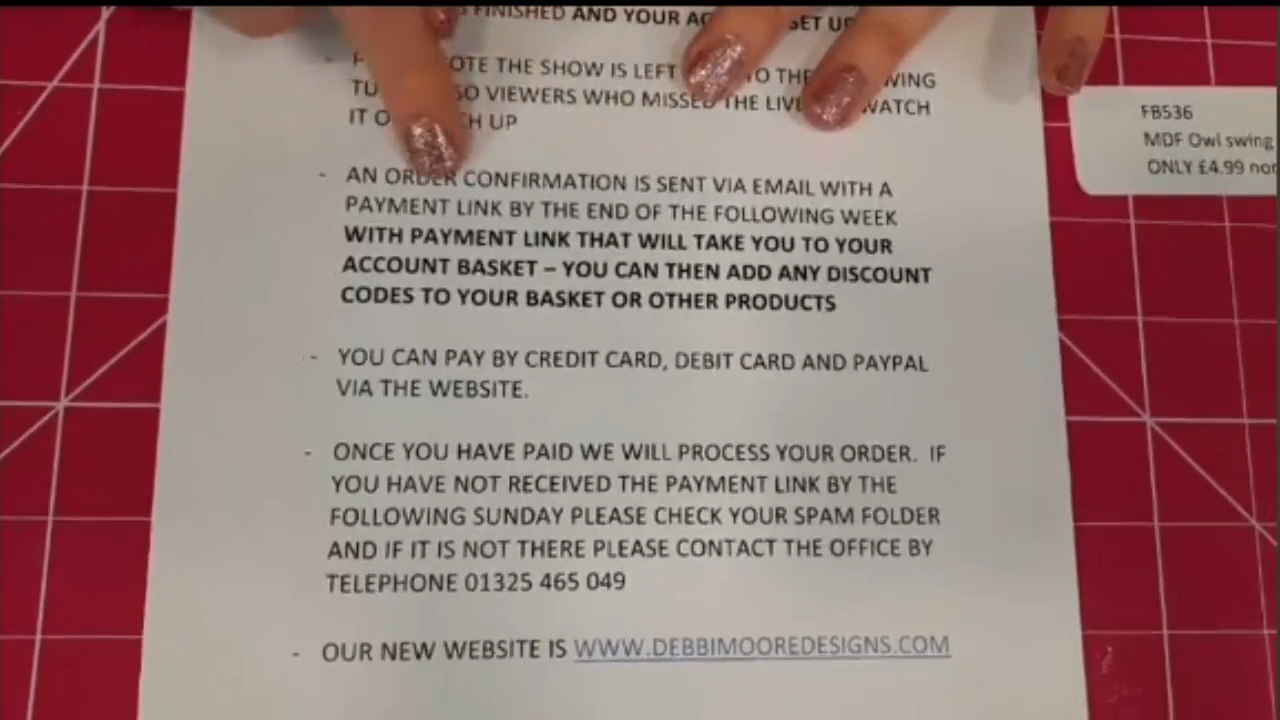 FINISHED AND YOUR AC SET UP
OTE THE SHOW IS LEFT TO THE WING
TU SO VIEWERS WHO MISSED THE LIVE WATCH
IT O H UP
- AN ORDER CONFIRMATION IS SENT VIA EMAIL WITH A
PAYMENT LINK BY THE END OF THE FOLLOWING WEEK
WITH PAYMENT LINK THAT WILL TAKE YOU TO YOUR
ACCOUNT BASKET – YOU CAN THEN ADD ANY DISCOUNT
CODES TO YOUR BASKET OR OTHER PRODUCTS
- YOU CAN PAY BY CREDIT CARD, DEBIT CARD AND PAYPAL
VIA THE WEBSITE.
- ONCE YOU HAVE PAID WE WILL PROCESS YOUR ORDER. IF
YOU HAVE NOT RECEIVED THE PAYMENT LINK BY THE
FOLLOWING SUNDAY PLEASE CHECK YOUR SPAM FOLDER
AND IF IT IS NOT THERE PLEASE CONTACT THE OFFICE BY
TELEPHONE 01325 465 049
- OUR NEW WEBSITE IS WWW.DEBBIMOOREDESIGNS.COM
FB536
MDF Owl swing
ONLY £4.99 nor